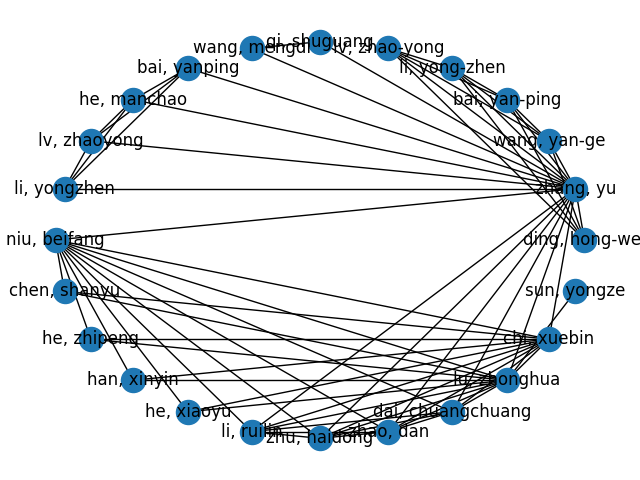 qi, shuguang
wang, mengdi
lv, zhao-yong
bai, yanping
li, yong-zhen
he, manchao
bai, yan-ping
lv, zhaoyong
wang, yan-ge
li, yongzhen
zhang, yu
niu, beifang
ding, hong-we
chen, shanyu
sun, yongze
he, zhipeng
chi, xuebin
han, xinyin
lu, zhonghua
he, xiaoyu
dai, chuangchuang
li, ruilin
zhu, haidong
zhao, dan